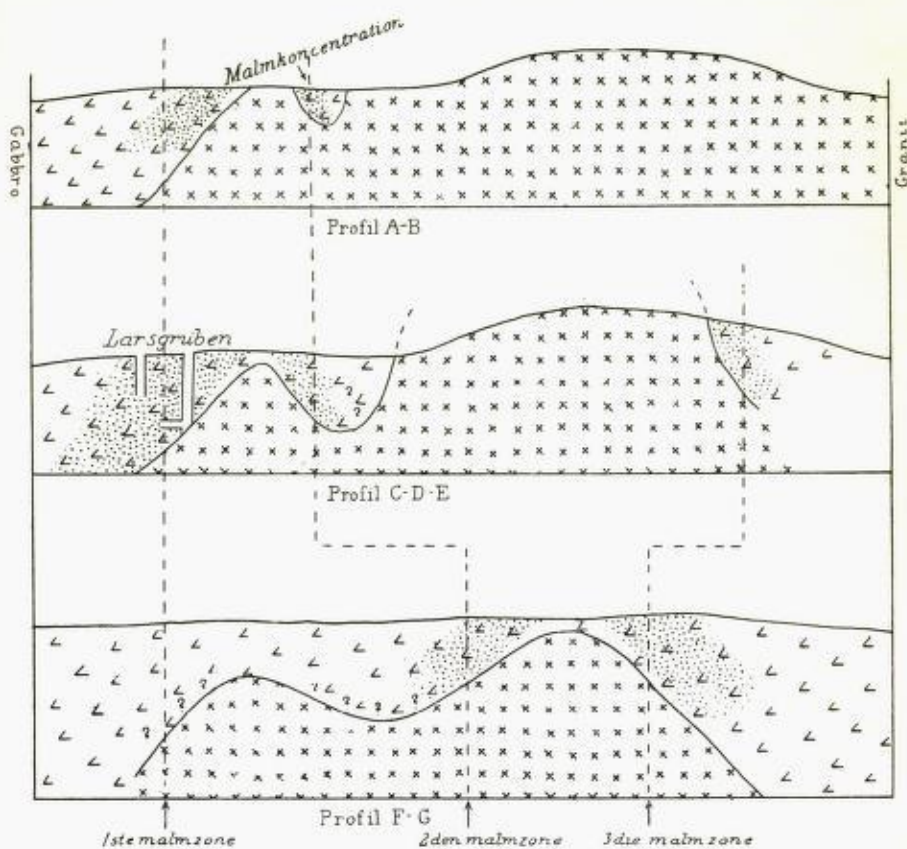 Malmkoncentration
Gabbro
Granit
Profil A-B
Larsgruben
?
?
Profil C-D-E
? ? ? ? ?
Profil F-G
1ste malmzone
2den malmzone
3die malmzone